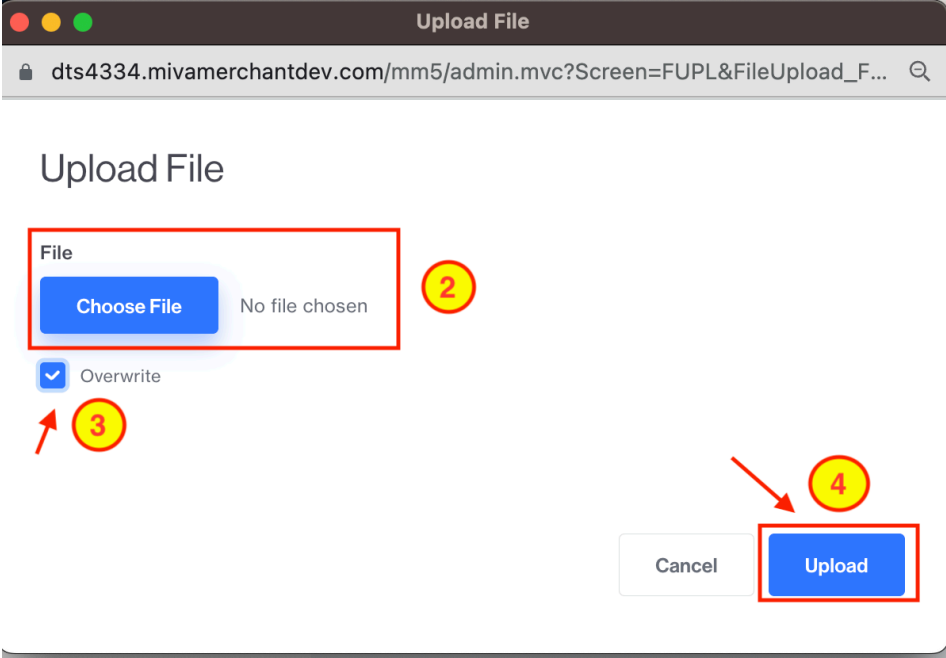 Upload File
dts4334.mivamerchantdev.com/mm5/admin.mvc?Screen=FUPL&FileUpload_F...
Upload File
File
Choose File No file chosen
2
Overwrite
3
4
Cancel Upload